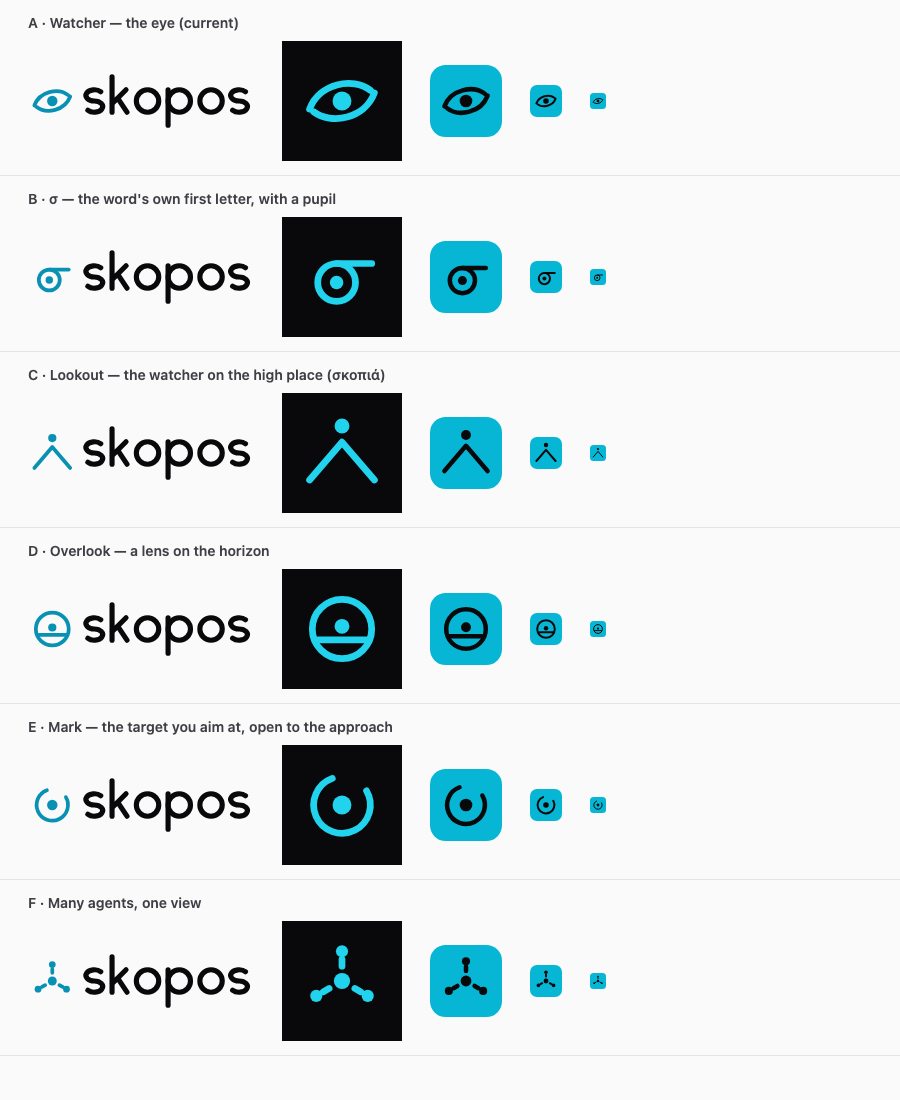 A · Watcher — the eye (current)
skopos
B · σ — the word's own first letter, with a pupil
skopos
C · Lookout — the watcher on the high place (σκοπιά)
skopos
D · Overlook — a lens on the horizon
skopos
E · Mark — the target you aim at, open to the approach
skopos
F · Many agents, one view
skopos